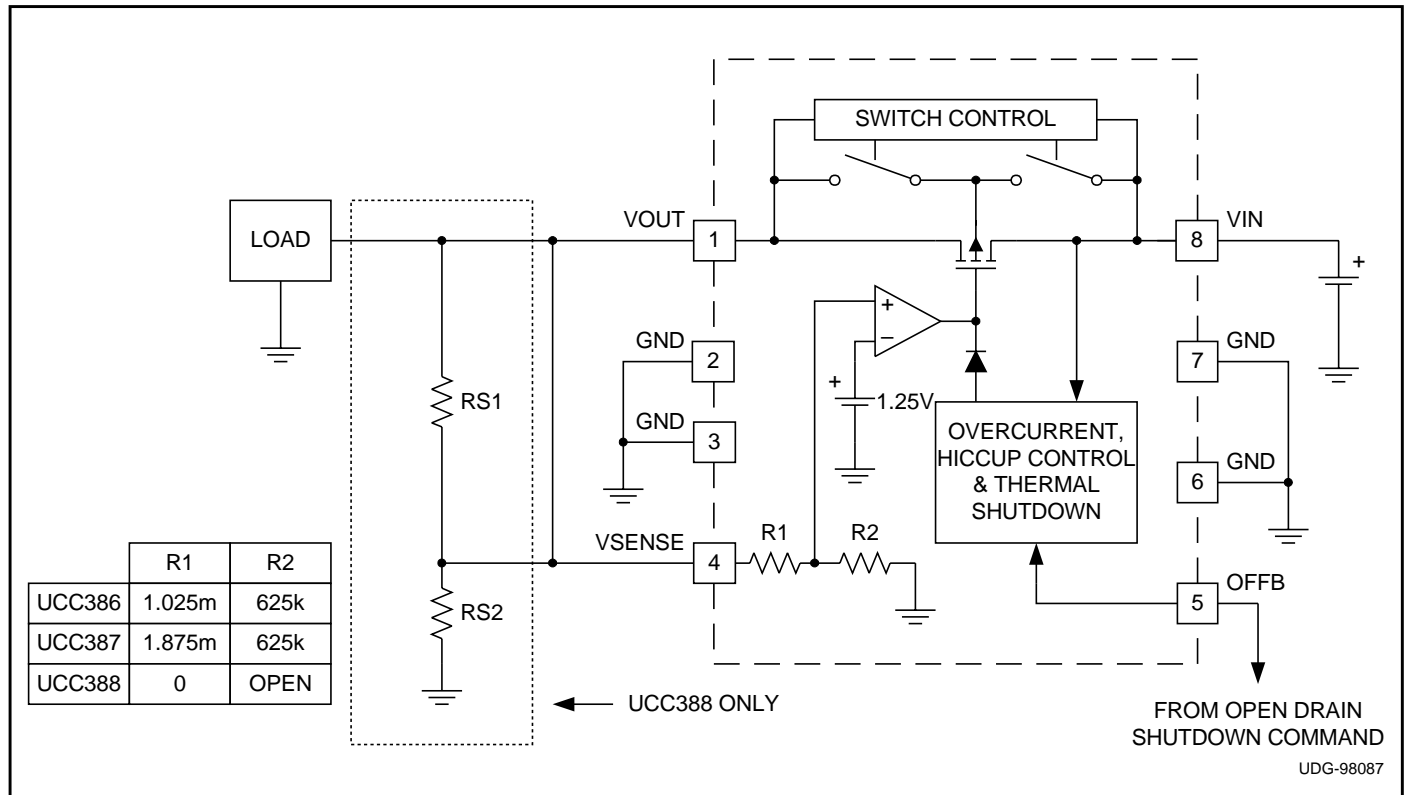 SWITCH CONTROL
LOAD
VOUT
1
8
VIN
+
+
−
GND
2
7
GND
RS1
+
1.25V
GND
3
OVERCURRENT,
HICCUP CONTROL
& THERMAL
SHUTDOWN
6
GND
VSENSE
4
R1
R2
5
OFFB
R1 R2
UCC386 1.025m 625k
UCC387 1.875m 625k
UCC388 0 OPEN
RS2
UCC388 ONLY
FROM OPEN DRAIN
SHUTDOWN COMMAND
UDG-98087